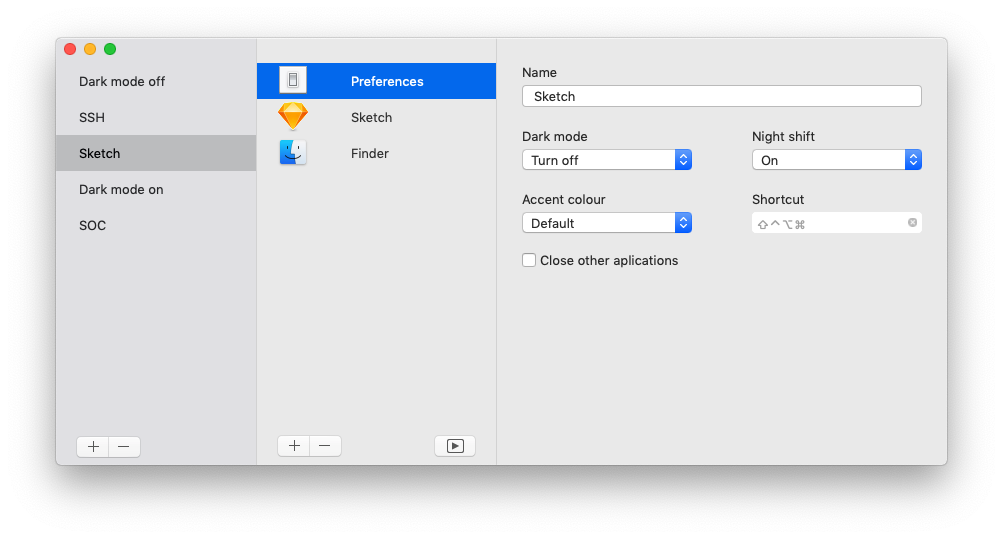 Dark mode off
SSH
Sketch
Dark mode on
SOC
Preferences
Sketch
Finder
Name
Sketch
Dark mode
Night shift
Turn off
On
Accent colour
Shortcut
Default
⇧^⌥⌘
Close other aplications